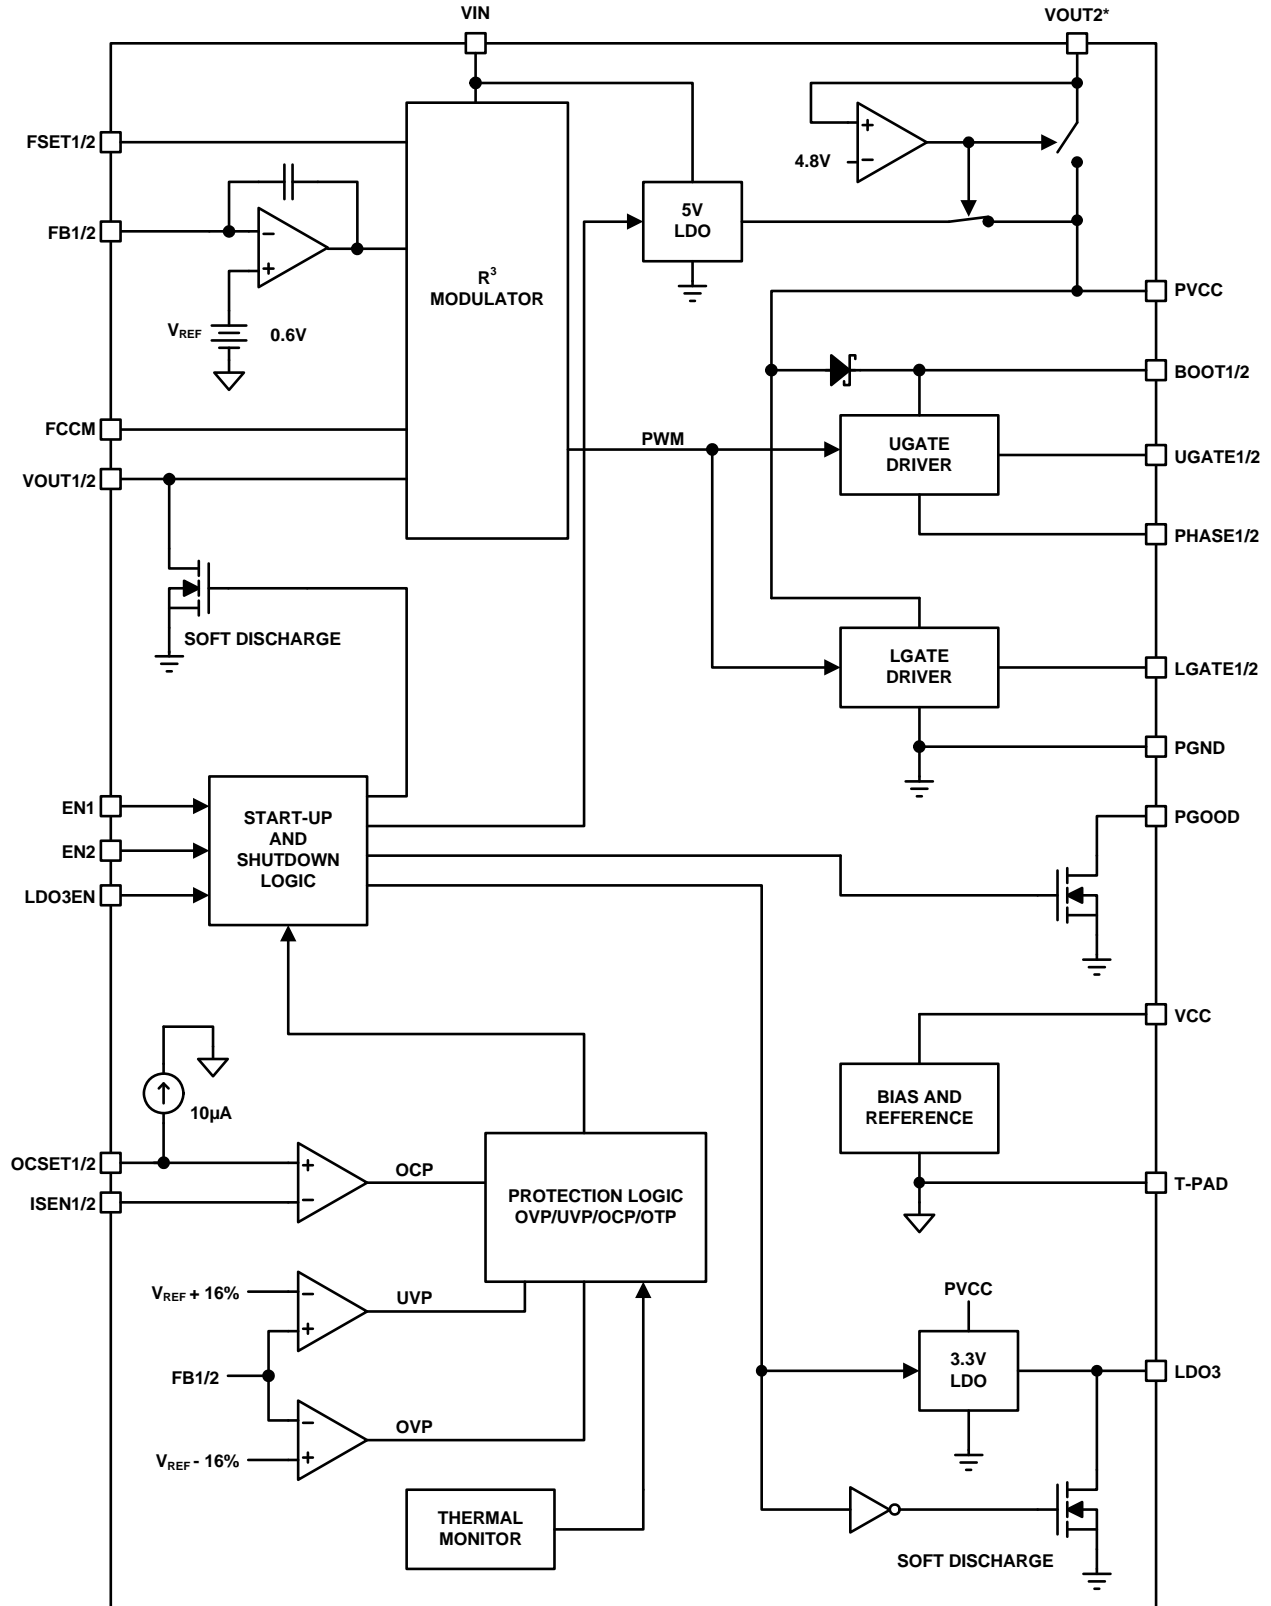 VIN
VOUT2*
FSET1/2
+
4.8V
−
5V
LDO
FB1/2
−
+
R3
MODULATOR
VREF
0.6V
PVCC
BOOT1/2
FCCM
PWM
UGATE
DRIVER
UGATE1/2
VOUT1/2
PHASE1/2
SOFT DISCHARGE
LGATE
DRIVER
LGATE1/2
PGND
EN1
EN2
LDO3EN
START-UP
AND
SHUTDOWN
LOGIC
PGOOD
VCC
10µA
BIAS AND
REFERENCE
OCSET1/2
ISEN1/2
+
−
OCP
PROTECTION LOGIC
OVP/UVP/OCP/OTP
T-PAD
VREF + 16%
−
+
UVP
PVCC
FB1/2
3.3V
LDO
LDO3
−
+
OVP
VREF - 16%
THERMAL
MONITOR
SOFT DISCHARGE